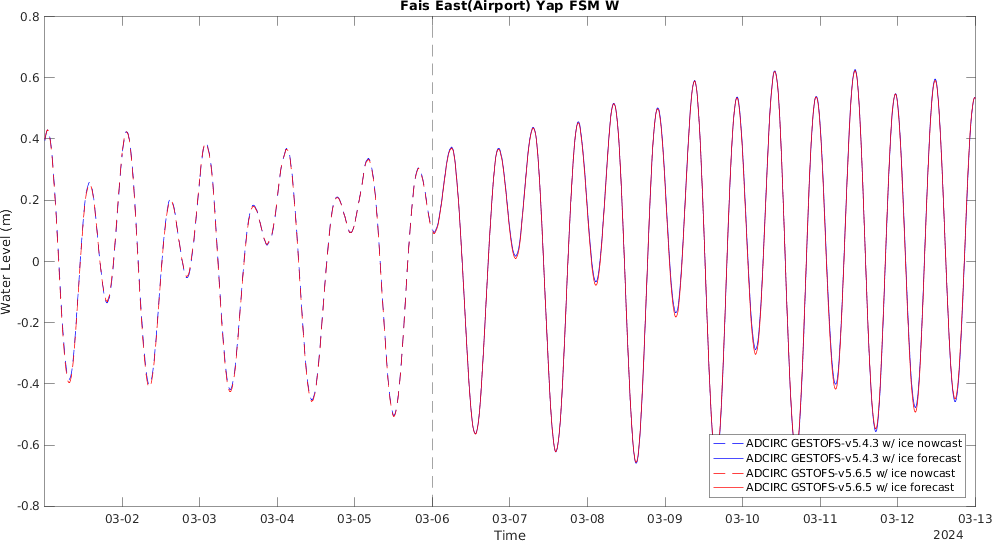 Fais East(Airport) Yap FSM W
0.8
0.6
0.4
0.2
0
-0.2
-0.4
-0.6
-0.8
Water Level (m)
ADCIRC GESTOFS-v5.4.3 w/ ice nowcast
ADCIRC GESTOFS-v5.4.3 w/ ice forecast
ADCIRC GSTOFS-v5.6.5 w/ ice nowcast
ADCIRC GSTOFS-v5.6.5 w/ ice forecast
03-02 03-03 03-04 03-05 03-06 03-07 03-08 03-09 03-10 03-11 03-12 03-13
Time
2024